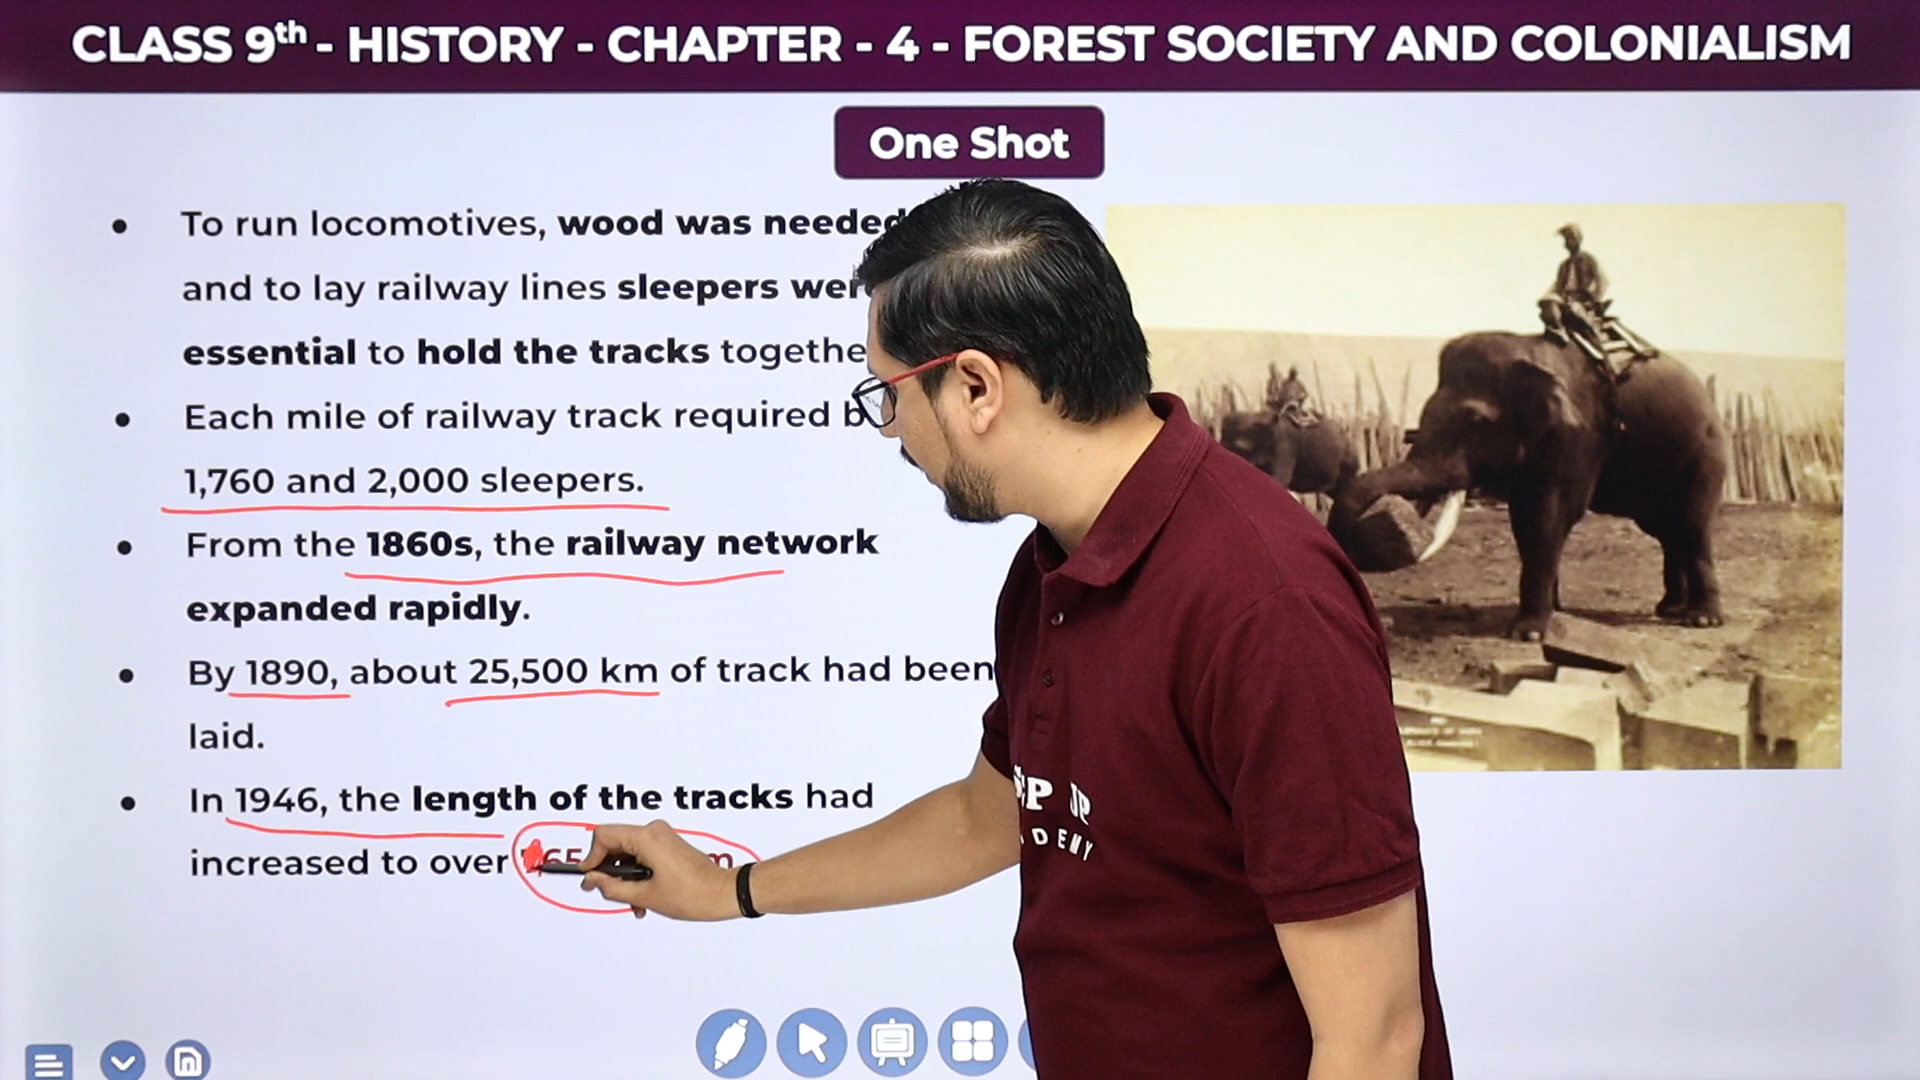 CLASS 9th - HISTORY - CHAPTER - 4 - FOREST SOCIETY AND COLONIALISM
One Shot
• To run locomotives, wood was needed
and to lay railway lines sleepers
essential to hold the tracks
• Each mile of railway track required
1,760 and 2,000 sleepers.
• From the 1860s, the railway network
expanded rapidly.
• By 1890, about 25,500 km of track had been
laid.
• In 1946, the length of the tracks had
increased to over